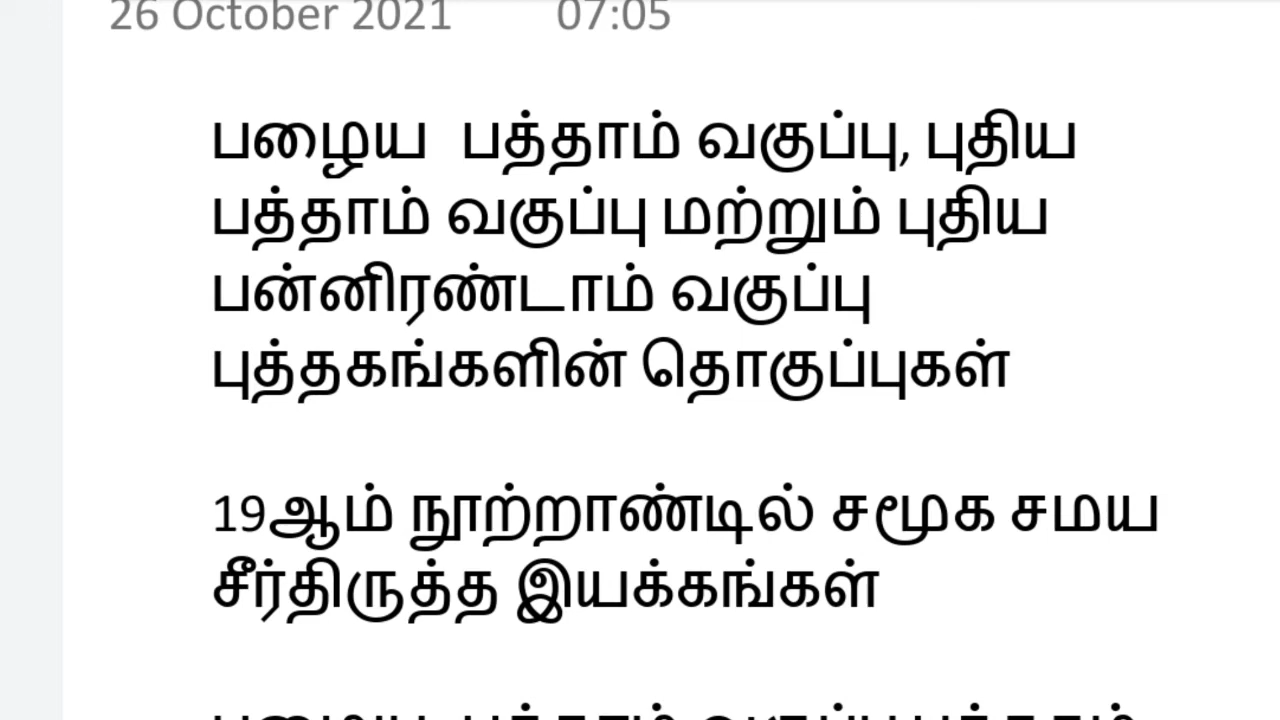 26 October 2021 07:05
பழைய பத்தாம் வகுப்பு, புதிய
பத்தாம் வகுப்பு மற்றும் புதிய
பன்னிரண்டாம் வகுப்பு
புத்தகங்களின் தொகுப்புகள்
19ஆம் நூற்றாண்டில் சமூக சமய
சீர்திருத்த இயக்கங்கள்